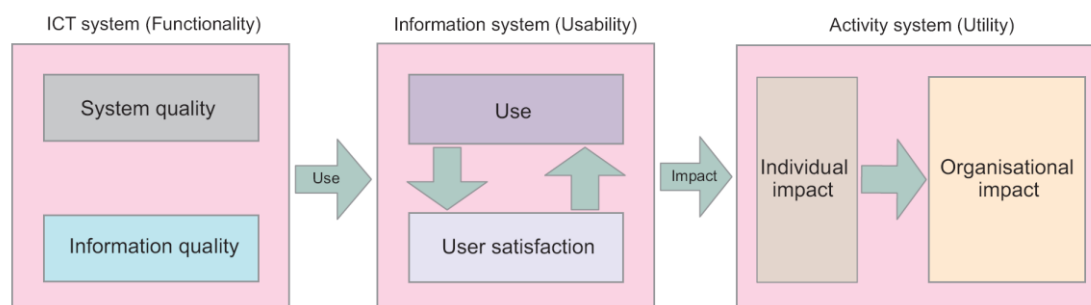 ICT system (Functionality)
System quality
Information quality
Use
Information system (Usability)
Use
User satisfaction
Impact
Activity system (Utility)
Individual
impact
Organisational
impact